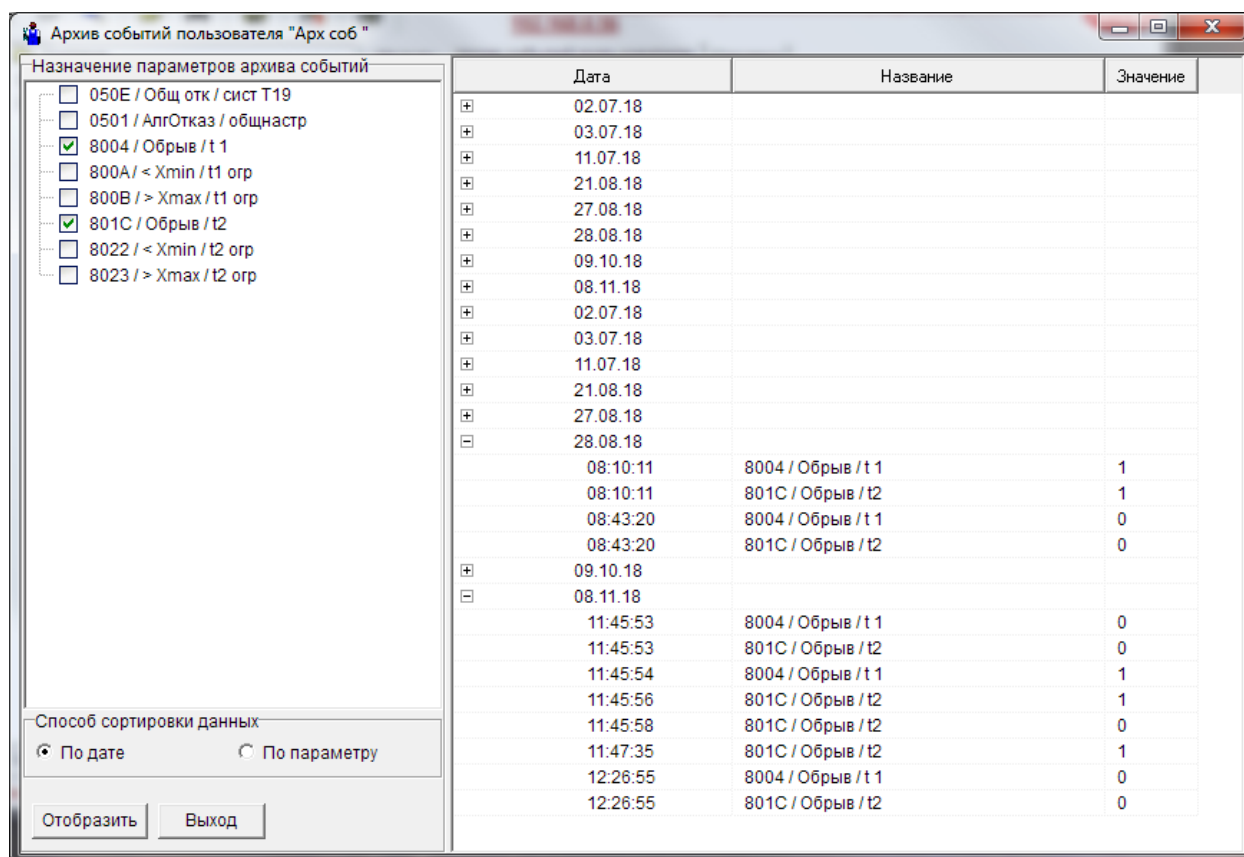 192.168.0.56
Архив событий пользователя "Арх соб "
Назначение параметров архива событий
050E / Общ отк / сист Т19
0501 / АлгОтказ / общнастр
8004 / Обрыв / t 1
800A / < Xmin / t1 огр
800B / > Xmax / t1 огр
801C / Обрыв / t2
8022 / < Xmin / t2 огр
8023 / > Xmax / t2 огр
Способ сортировки данных
По дате По параметру
Отобразить Выход
Дата Название Значение
02.07.18
03.07.18
11.07.18
21.08.18
27.08.18
28.08.18
09.10.18
08.11.18
02.07.18
03.07.18
11.07.18
21.08.18
27.08.18
28.08.18
08:10:11 8004 / Обрыв / t 1 1
08:10:11 801C / Обрыв / t2 1
08:43:20 8004 / Обрыв / t 1 0
08:43:20 801C / Обрыв / t2 0
09.10.18
08.11.18
11:45:53 8004 / Обрыв / t 1 0
11:45:53 801C / Обрыв / t2 0
11:45:54 8004 / Обрыв / t 1 1
11:45:56 801C / Обрыв / t2 1
11:45:58 801C / Обрыв / t2 0
11:47:35 801C / Обрыв / t2 1
12:26:55 8004 / Обрыв / t 1 0
12:26:55 801C / Обрыв / t2 0